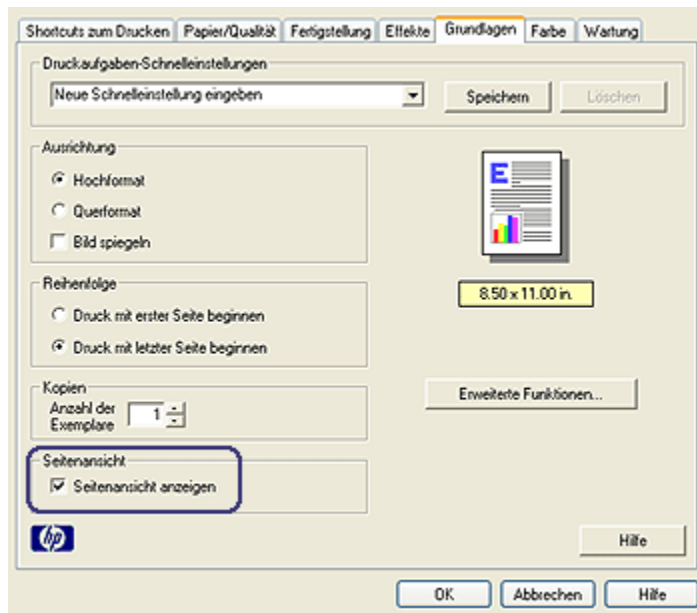 Shortcuts zum Drucken Papier/Qualität Fertigstellung Effekte Grundlagen Farbe Wartung
Druckaufgaben-Schnelleinstellungen
Neue Schnelleinstellung eingeben Speichern Löschen
Ausrichtung
Hochformat
Querformat
Bild spiegeln
E
8.50 x 11.00 in.
Reihenfolge
Druck mit erster Seite beginnen
Druck mit letzter Seite beginnen
Erweiterte Funktionen...
Kopien
Anzahl der
Exemplare 1
Seitenansicht
Seitenansicht anzeigen
hp
Hilfe
OK Abbrechen Hilfe